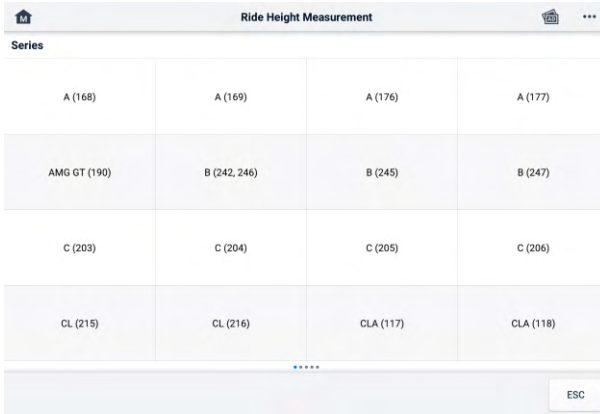 M
Ride Height Measurement
AD
Series
A (168) A (169) A (176) A (177)
AMG GT (190) B (242, 246) B (245) B (247)
C (203) C (204) C (205) C (206)
CL (215) CL (216) CLA (117) CLA (118)
ESC